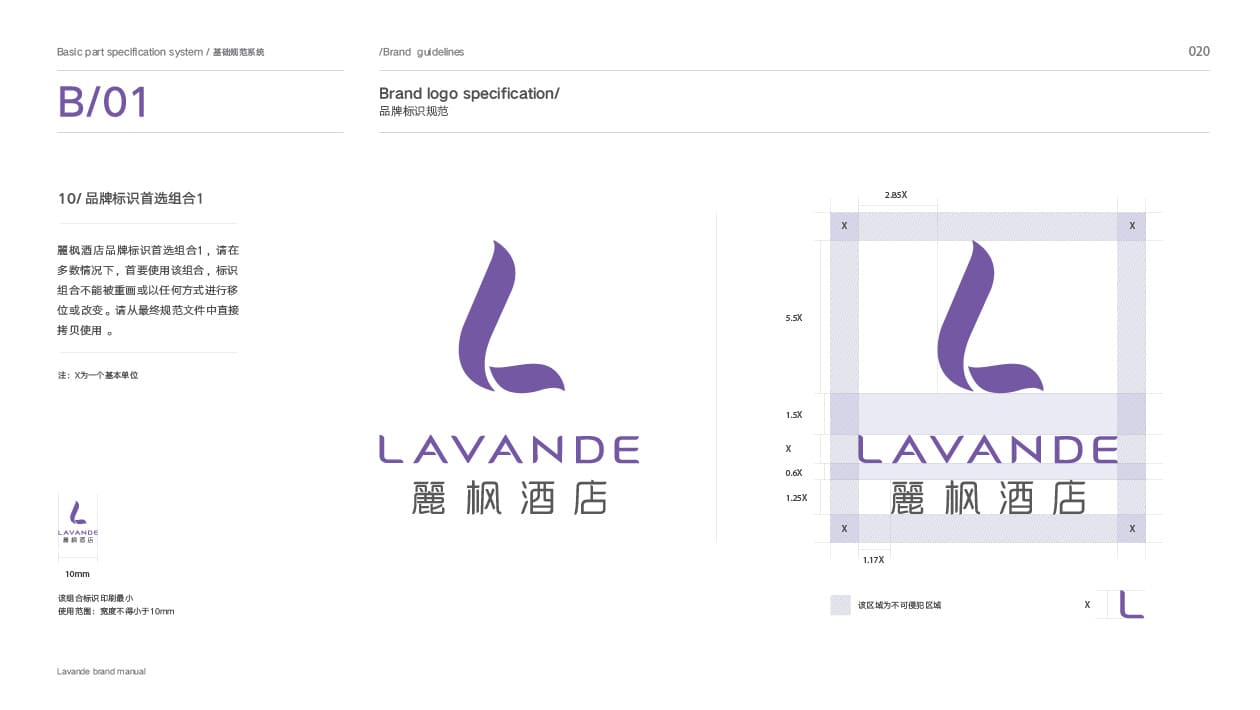 Basic part specification system / 基础规范系统
/Brand guidelines
020
B/01
Brand logo specification/
品牌标识规范
10/ 品牌标识首选组合1
麗枫酒店品牌标识首选组合1，请在
多数情况下，首要使用该组合，标识
组合不能被重画或以任何方式进行移
位或改变。请从最终规范文件中直接
拷贝使用 。
注：X为一个基本单位
LAVANDE
麗枫酒店
10mm
该组合标识印刷最小
使用范围：宽度不得小于10mm
LAVANDE
麗枫酒店
2.85X
X
X
5.5X
1.5X
X
LAVANDE
0.6X
1.25X
麗枫酒店
X
X
1.17X
该区域为不可侵犯区域
X
L
Lavande brand manual